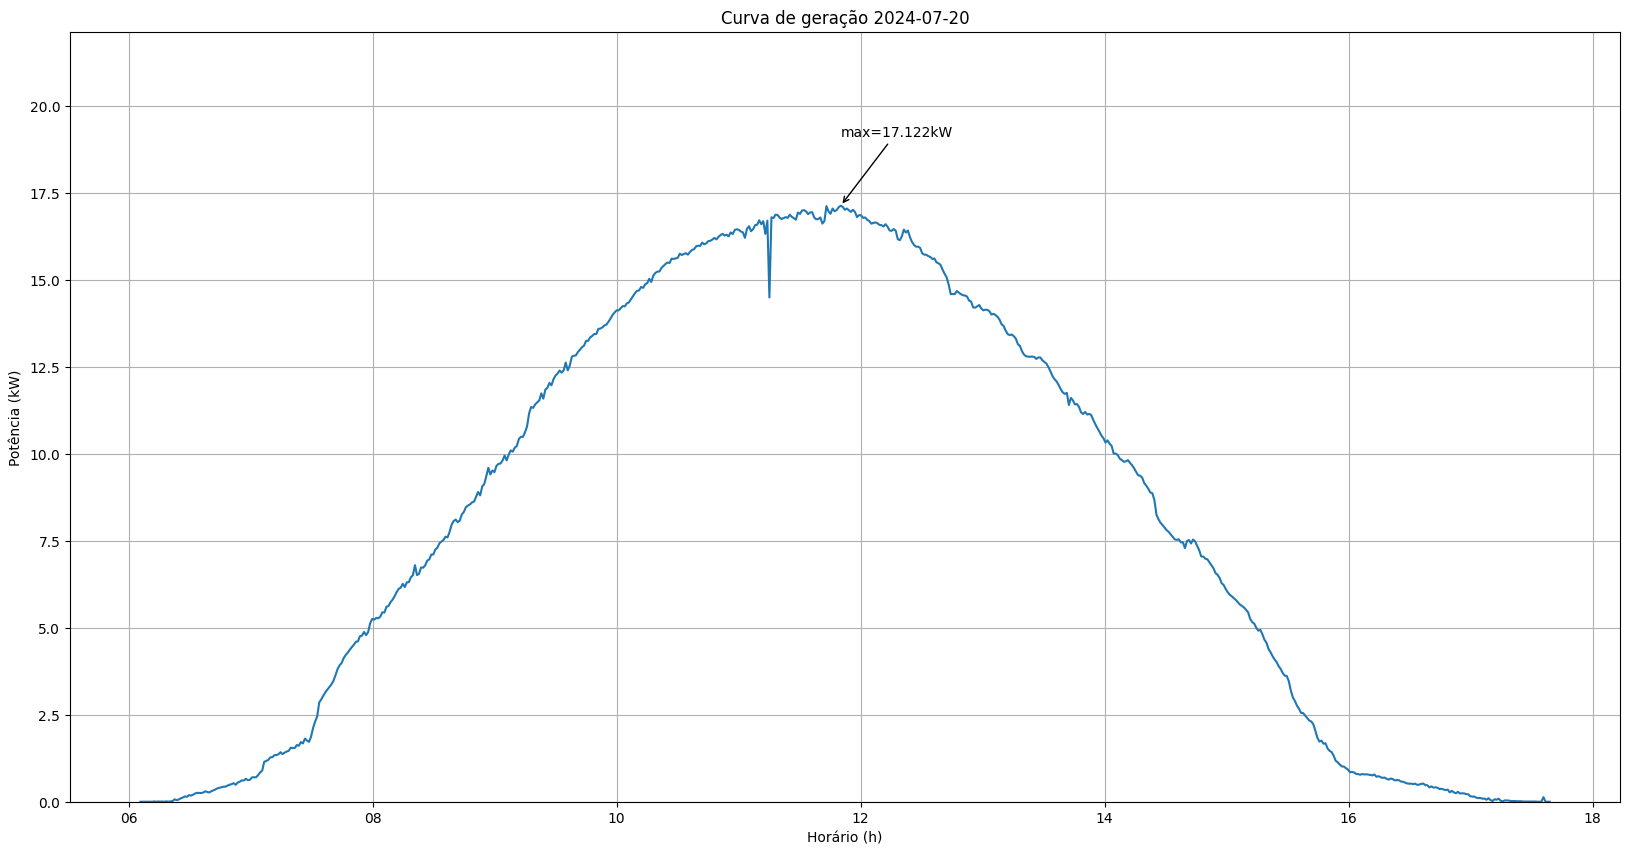 Curva de geração 2024-07-20
20.0
17.5
15.0
12.5
10.0
7.5
5.0
2.5
0.0
Potência (kW)
max=17.122kW
06 08 10 12 14 16 18
Horário (h)